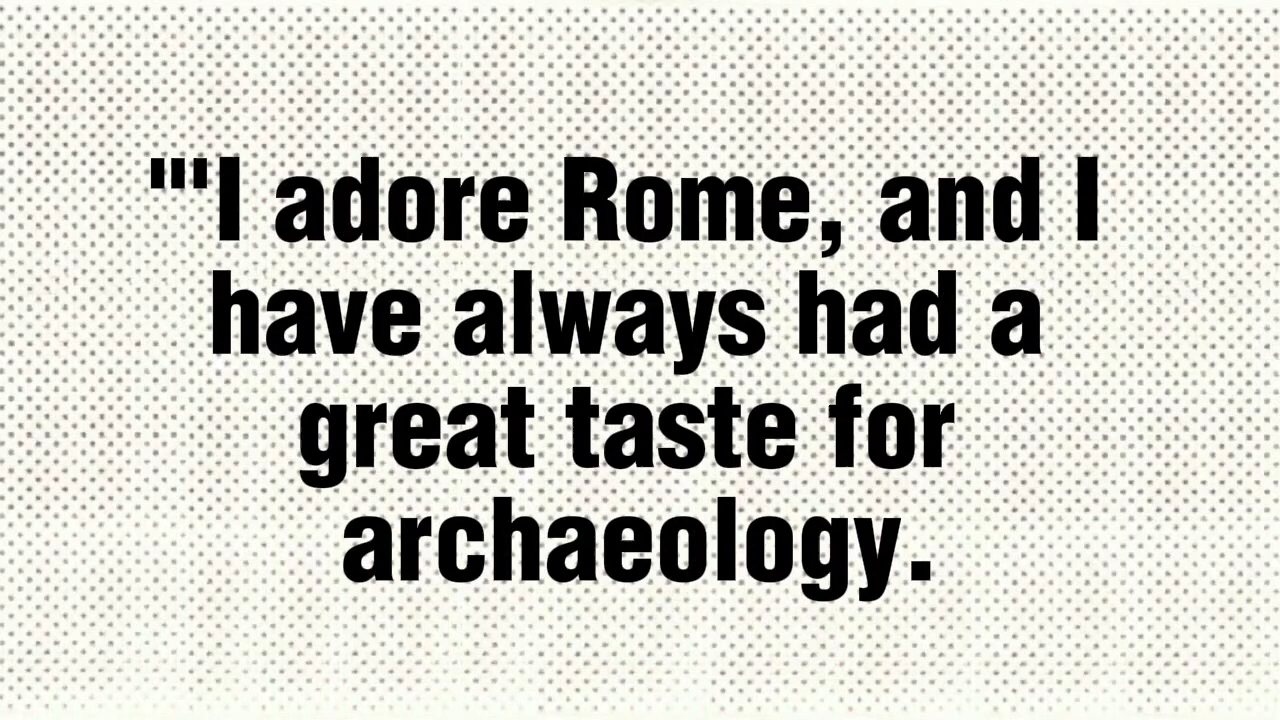 "'I adore Rome, and I
have always had a
great taste for
archaeology.